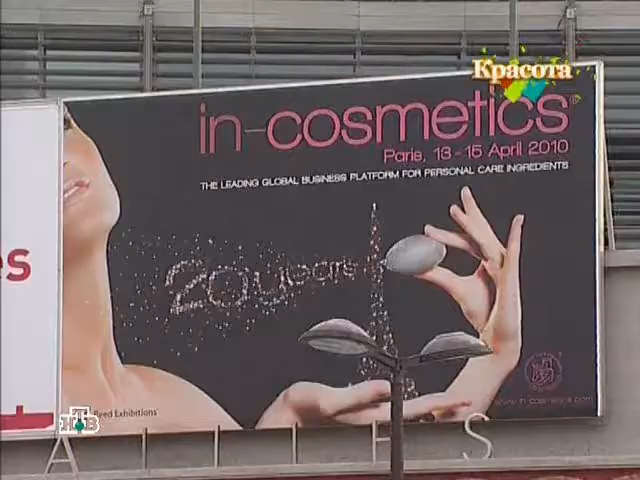 Красота
in-cosmetics
Paris, 13 - 15 April 2010
THE LEADING GLOBAL BUSINESS PLATFORM FOR PERSONAL CARE INGREDIENTS
20 years
es
Reed Exhibitions
НТВ
www.in-cosmetics.com
A
S